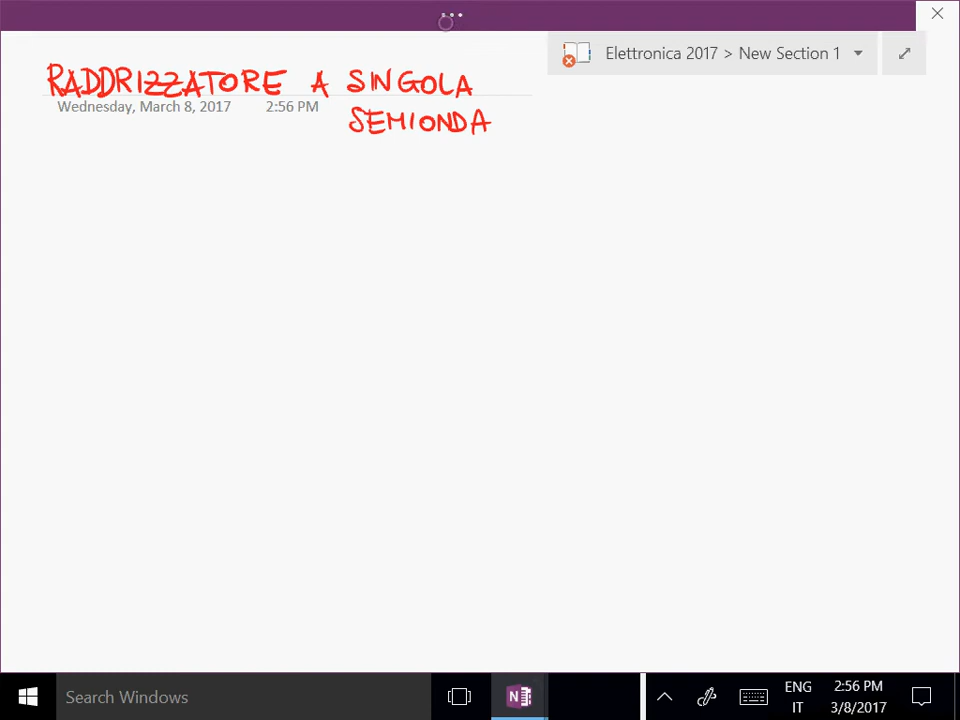 Elettronica 2017 > New Section 1
RADDRIZZATORE A SINGOLA
Wednesday, March 8, 2017 2:56 PM
SEMIONDA
Search Windows
N
ENG
IT
2:56 PM
3/8/2017